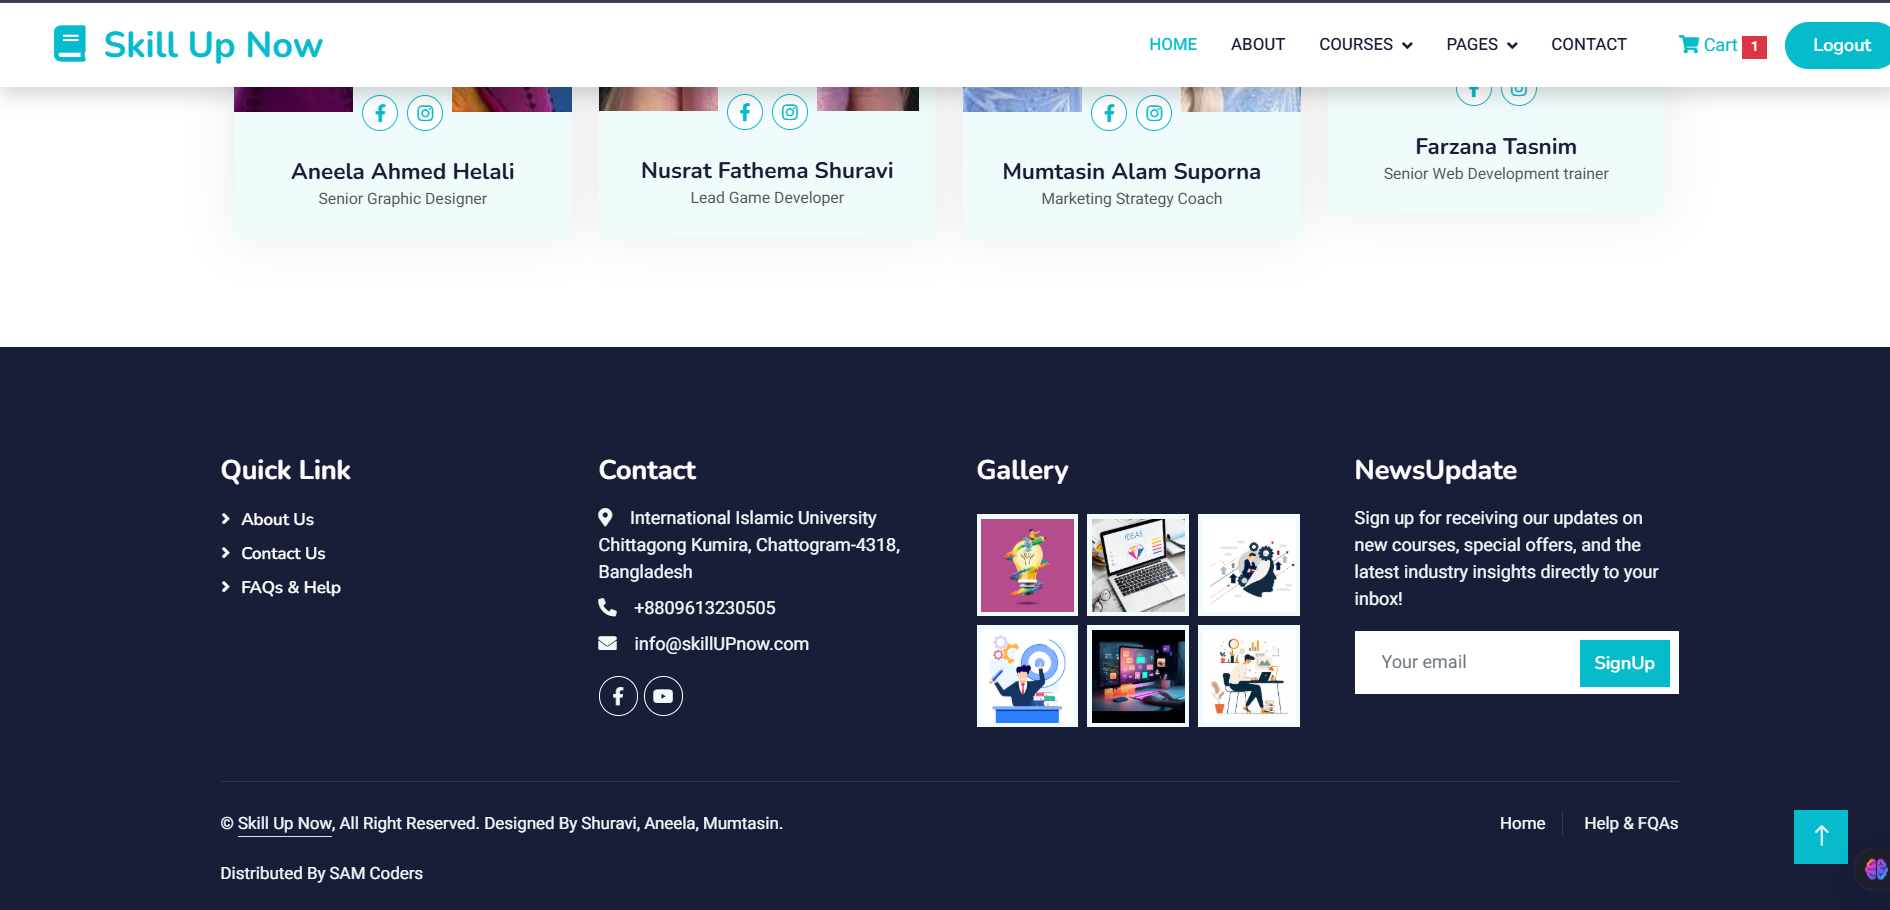 Skill Up Now
HOME
ABOUT
COURSES
PAGES
CONTACT
Cart 1
Logout
Aneela Ahmed Helali
Senior Graphic Designer
Nusrat Fathema Shuravi
Lead Game Developer
Mumtasin Alam Suporna
Marketing Strategy Coach
Farzana Tasnim
Senior Web Development trainer
Quick Link
About Us
Contact Us
FAQs & Help
Contact
International Islamic University
Chittagong Kumira, Chattogram-4318,
Bangladesh
+8809613230505
info@skillUPnow.com
Gallery
IDEAS
NewsUpdate
Sign up for receiving our updates on
new courses, special offers, and the
latest industry insights directly to your
inbox!
Your email
SignUp
© Skill Up Now, All Right Reserved. Designed By Shuravi, Aneela, Mumtasin.
Home
Help & FQAs
Distributed By SAM Coders